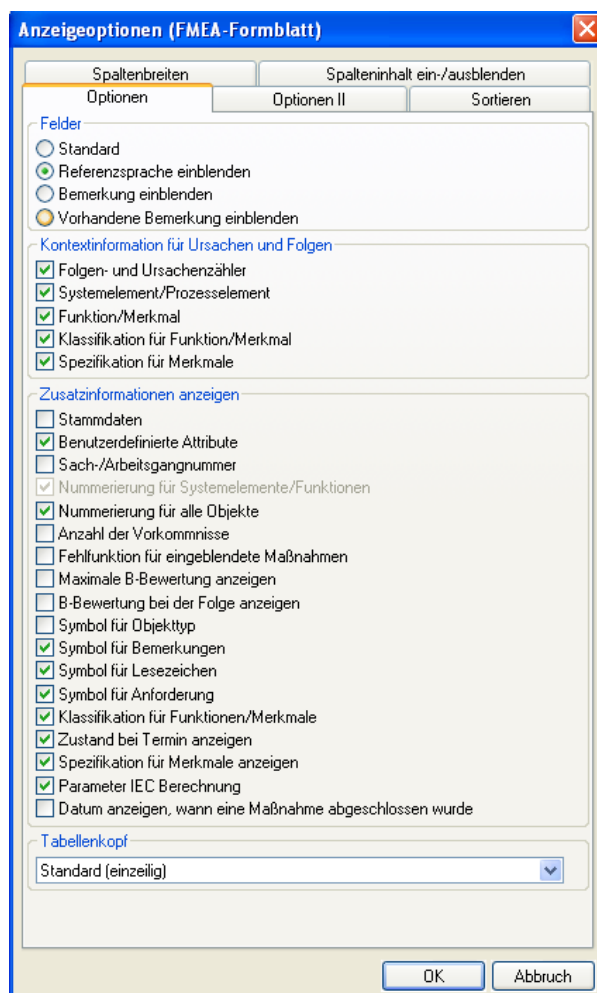 Anzeigeoptionen (FMEA-Formblatt)
Spaltenbreiten
Spalteninhalt ein-/ausblenden
Optionen
Optionen II
Sortieren
Felder
Standard
Referenzsprache einblenden
Bemerkung einblenden
Vorhandene Bemerkung einblenden
Kontextinformation für Ursachen und Folgen
Folgen- und Ursachenzähler
Systemelement/Prozesselement
Funktion/Merkmal
Klassifikation für Funktion/Merkmal
Spezifikation für Merkmale
Zusatzinformationen anzeigen
Stammdaten
Benutzerdefinierte Attribute
Sach-/Arbeitsgangnummer
Nummerierung für Systemelemente/Funktionen
Nummerierung für alle Objekte
Anzahl der Vorkommnisse
Fehlfunktion für eingeblendete Maßnahmen
Maximale B-Bewertung anzeigen
B-Bewertung bei der Folge anzeigen
Symbol für Objekttyp
Symbol für Bemerkungen
Symbol für Lesezeichen
Symbol für Anforderung
Klassifikation für Funktionen/Merkmale
Zustand bei Termin anzeigen
Spezifikation für Merkmale anzeigen
Parameter IEC Berechnung
Datum anzeigen, wann eine Maßnahme abgeschlossen wurde
Tabellenkopf
Standard (einzeilig)
OK
Abbruch